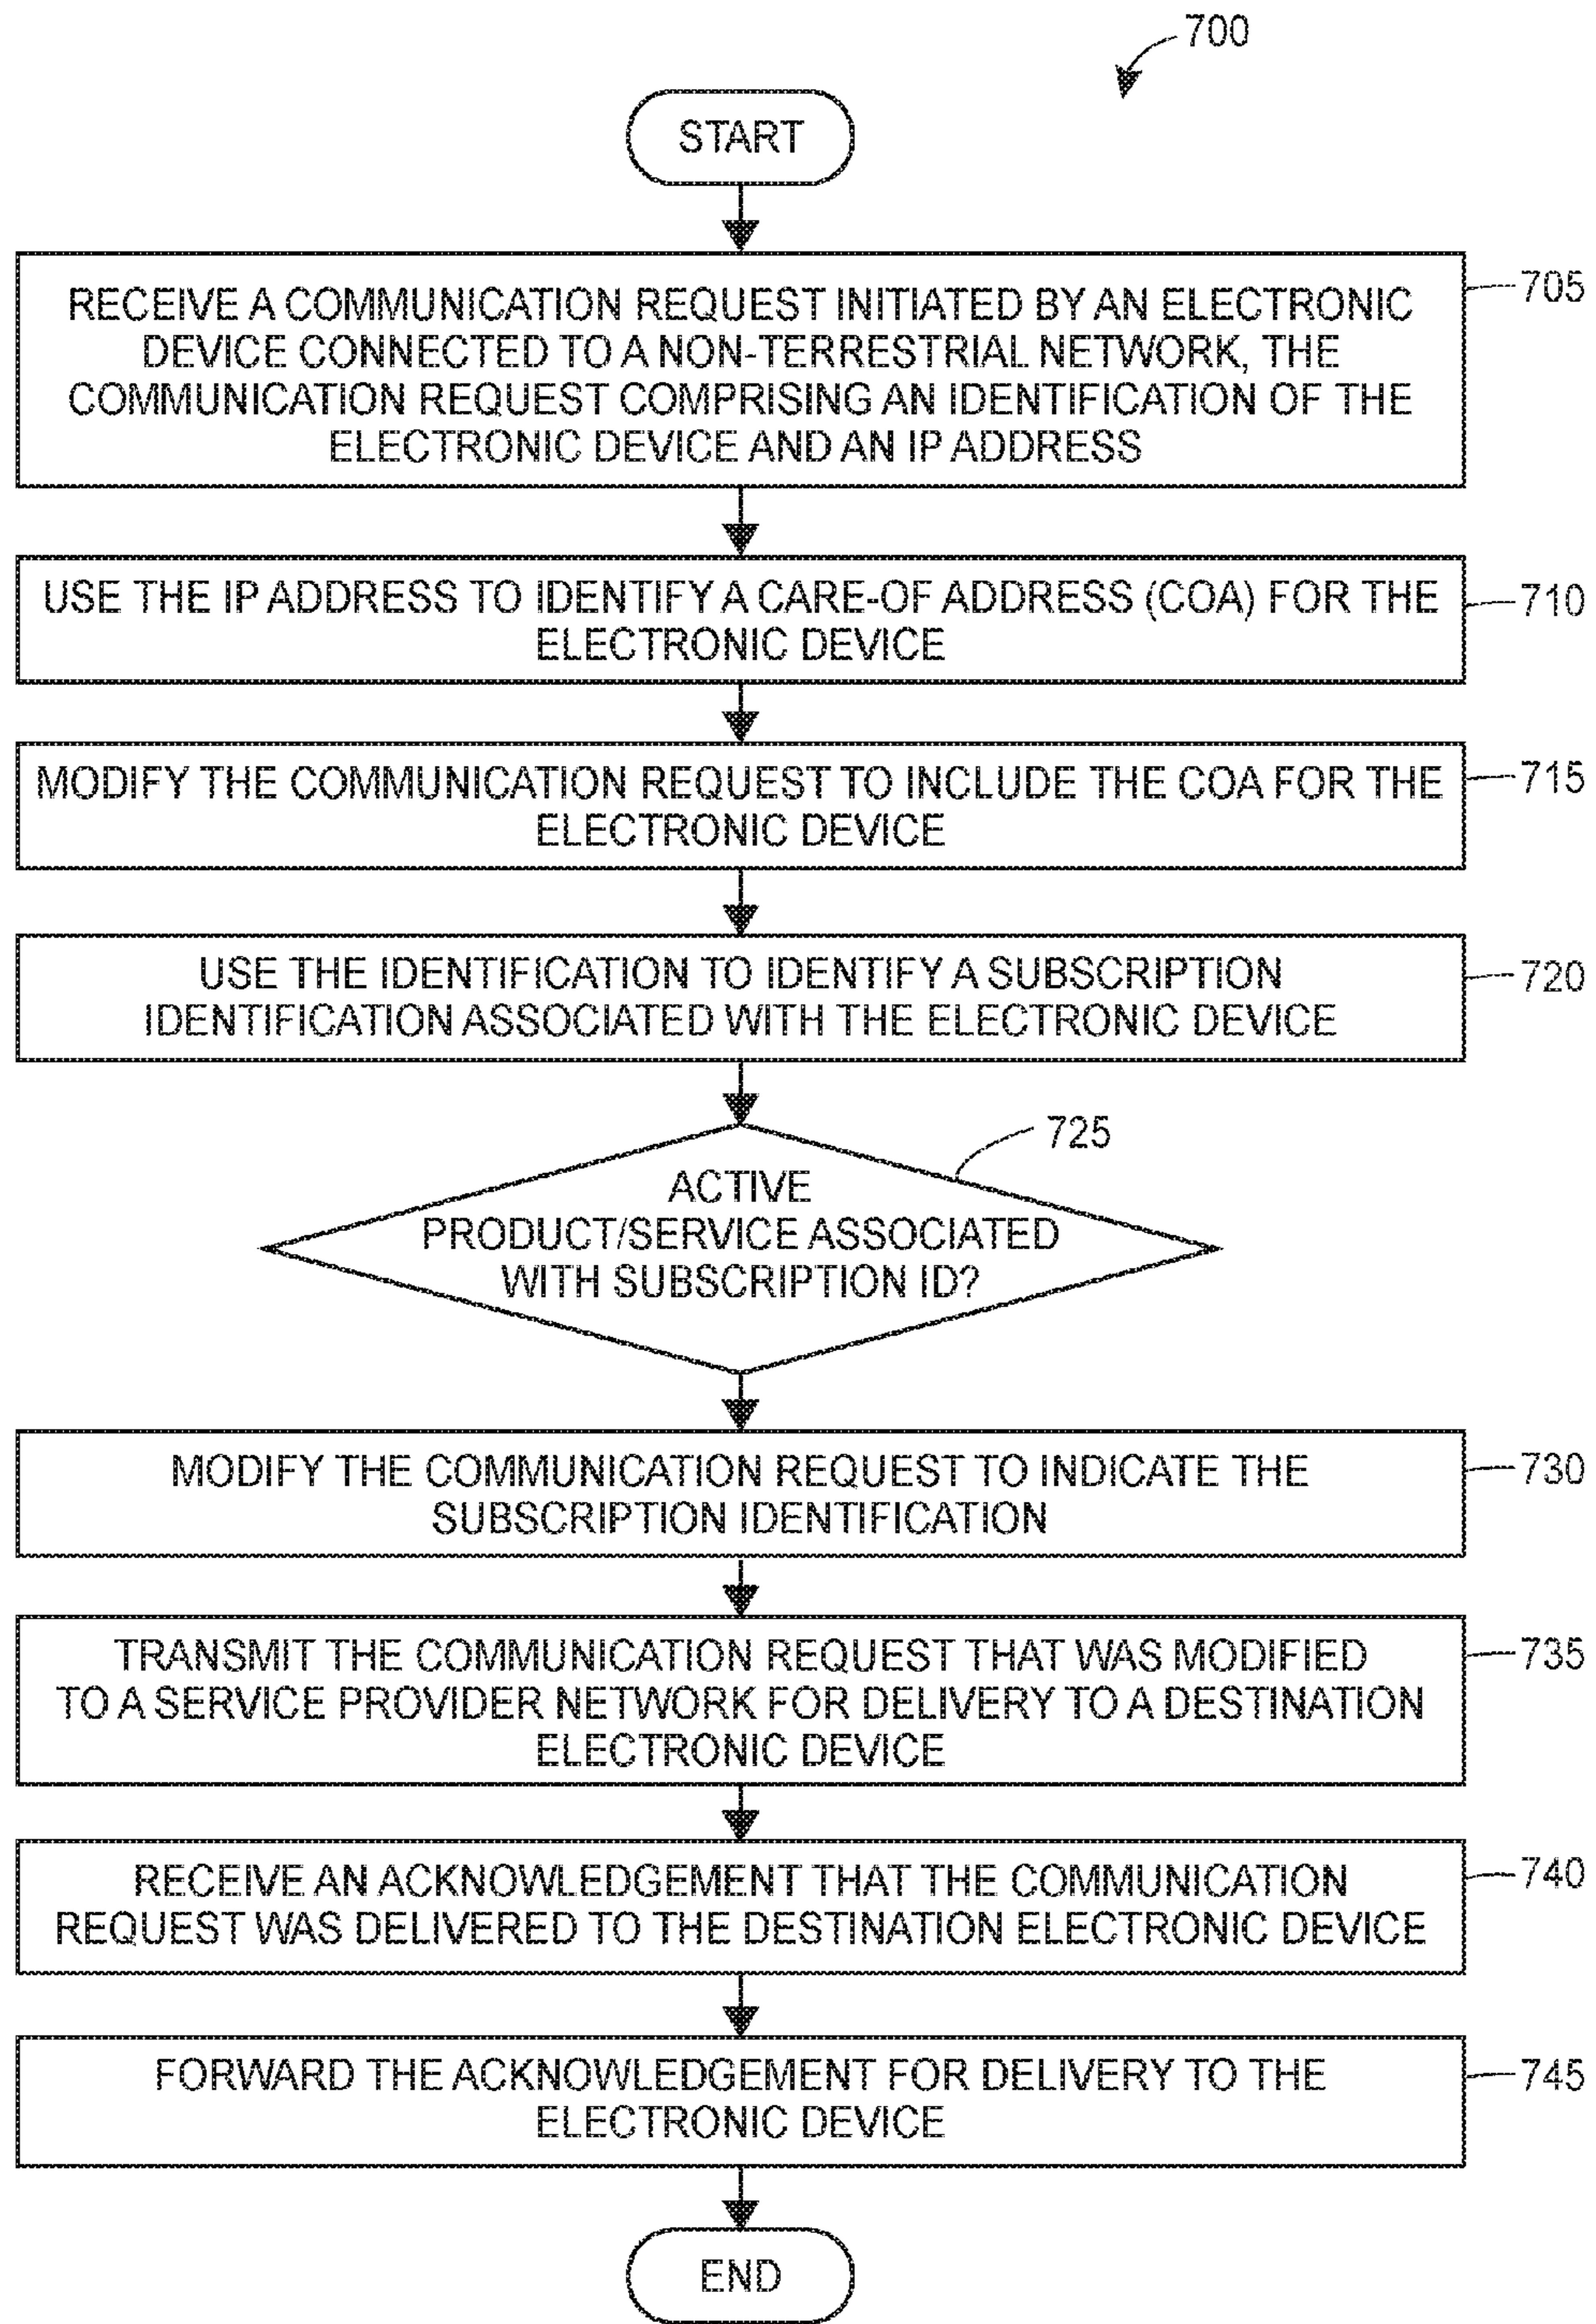 700
START
RECEIVE A COMMUNICATION REQUEST INITIATED BY AN ELECTRONIC
DEVICE CONNECTED TO A NON-TERRESTRIAL NETWORK, THE
COMMUNICATION REQUEST COMPRISING AN IDENTIFICATION OF THE
ELECTRONIC DEVICE AND AN IP ADDRESS
705
USE THE IP ADDRESS TO IDENTIFY A CARE-OF ADDRESS (COA) FOR THE
ELECTRONIC DEVICE
710
MODIFY THE COMMUNICATION REQUEST TO INCLUDE THE COA FOR THE
ELECTRONIC DEVICE
715
USE THE IDENTIFICATION TO IDENTIFY A SUBSCRIPTION
IDENTIFICATION ASSOCIATED WITH THE ELECTRONIC DEVICE
720
725
ACTIVE
PRODUCT/SERVICE ASSOCIATED
WITH SUBSCRIPTION ID?
MODIFY THE COMMUNICATION REQUEST TO INDICATE THE
SUBSCRIPTION IDENTIFICATION
730
TRANSMIT THE COMMUNICATION REQUEST THAT WAS MODIFIED
TO A SERVICE PROVIDER NETWORK FOR DELIVERY TO A DESTINATION
ELECTRONIC DEVICE
735
RECEIVE AN ACKNOWLEDGEMENT THAT THE COMMUNICATION
REQUEST WAS DELIVERED TO THE DESTINATION ELECTRONIC DEVICE
740
FORWARD THE ACKNOWLEDGEMENT FOR DELIVERY TO THE
ELECTRONIC DEVICE
745
END